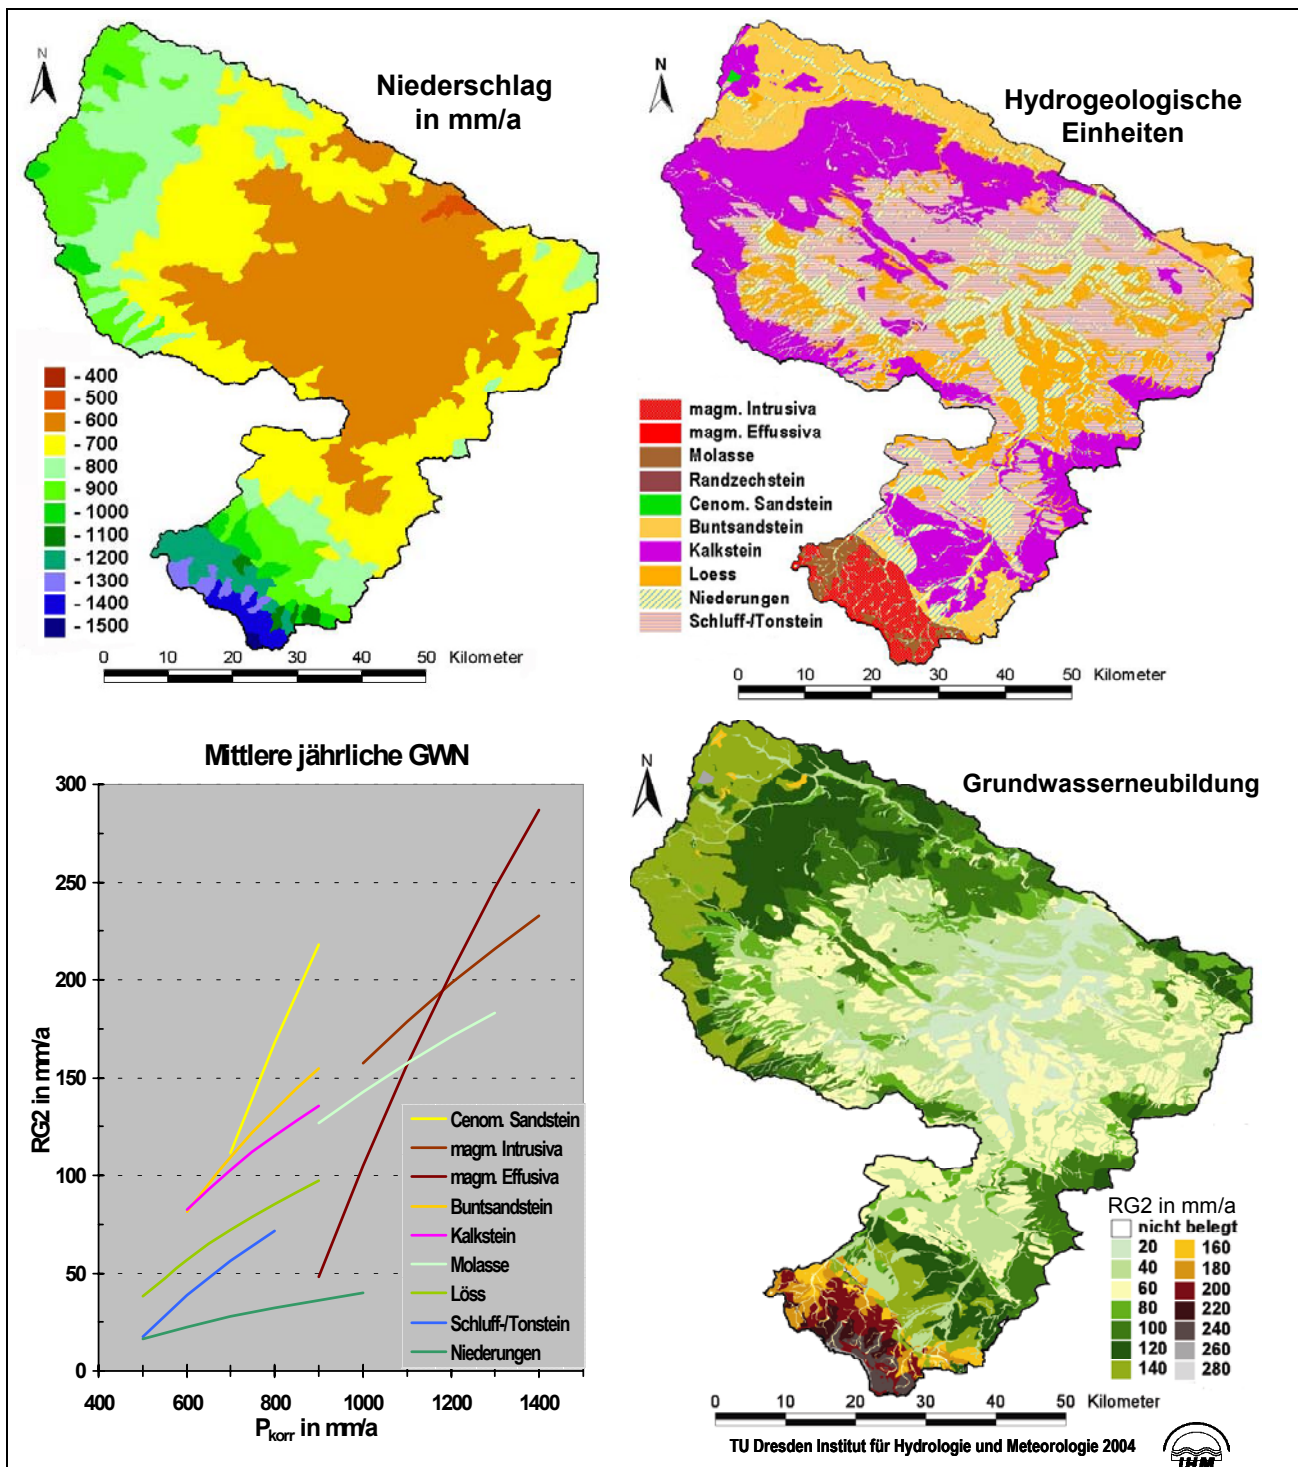 N
Niederschlag
in mm/a
- 400
- 500
- 600
- 700
- 800
- 900
- 1000
- 1100
- 1200
- 1300
- 1400
- 1500
0 10 20 30 40 50 Kilometer
N
Hydrogeologische
Einheiten
magm. Intrusiva
magm. Effussiva
Molasse
Randzechstein
Cenom. Sandstein
Buntsandstein
Kalkstein
Loess
Niederungen
Schluff-/Tonstein
0 10 20 30 40 50 Kilometer
Mittlere jährliche GWN
RG2 in mm/a
300
250
200
150
100
50
0
Cenom. Sandstein
magm. Intrusiva
magm. Effusiva
Buntsandstein
Kalkstein
Molasse
Löss
Schluff-/Tonstein
Niederungen
400 600 800 1000 1200 1400
Pkorr in mm/a
N
Grundwasserneubildung
RG2 in mm/a
nicht belegt
20 160
40 180
60 200
80 220
100 240
120 260
140 280
0 10 20 30 40 50 Kilometer
TU Dresden Institut für Hydrologie und Meteorologie 2004
IHM